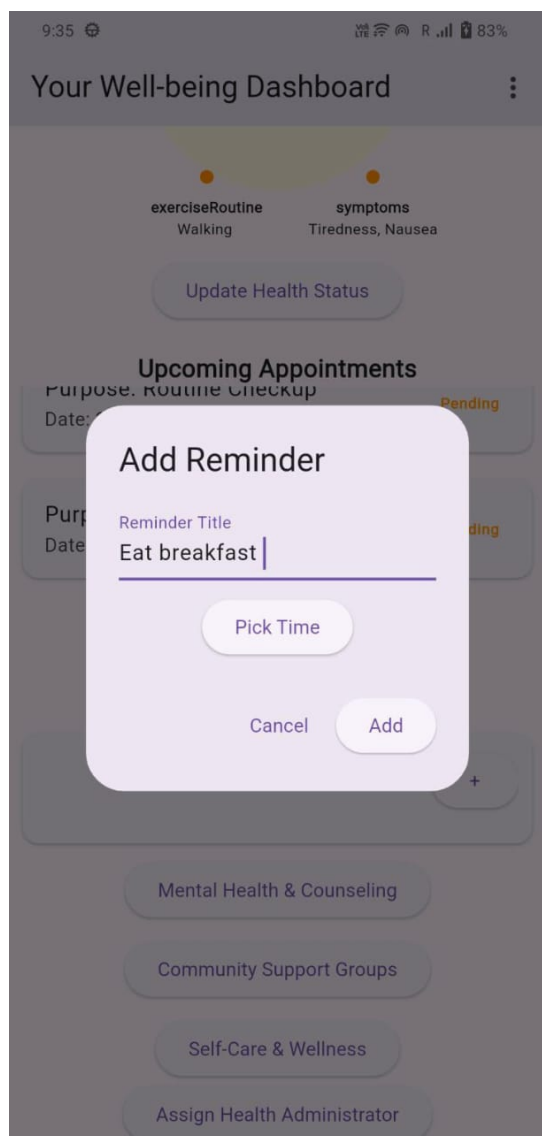 9:35 VoB LTE R 83%
Your Well-being Dashboard
exerciseRoutine symptoms
Walking Tiredness, Nausea
Update Health Status
Upcoming Appointments
Purpose: Routine Checkup
Pending
Date:
Add Reminder
Purp
Reminder Title
ding
Date
Eat breakfast
Pick Time
Cancel Add
+
Mental Health & Counseling
Community Support Groups
Self-Care & Wellness
Assign Health Administrator